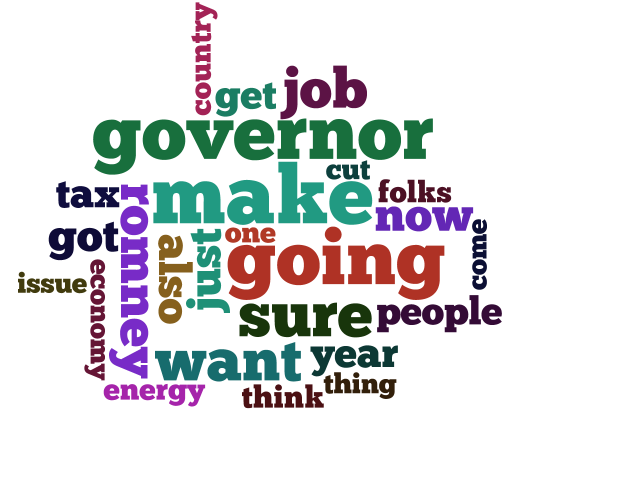 country
get
job
governor
cut
tax
romney
make
folks
now
got
also
just
one
going
come
issue
economy
sure
people
want
year
energy
think
thing